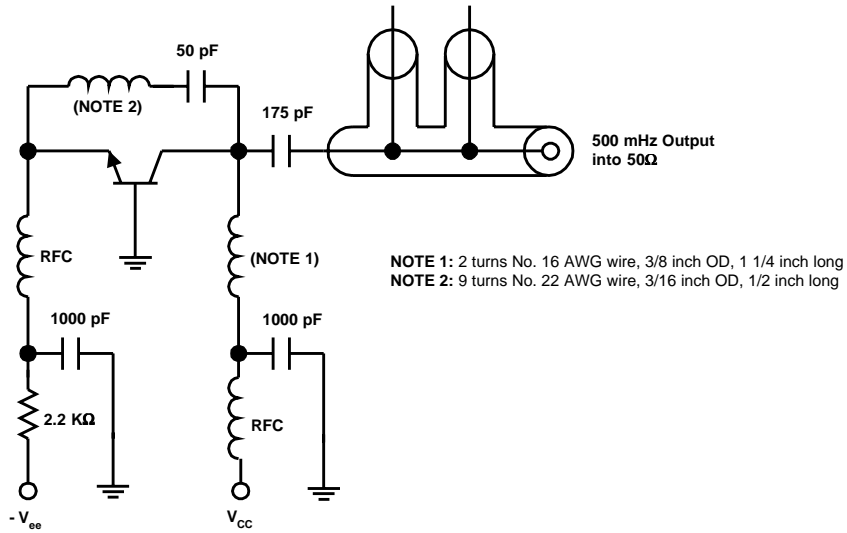 50 pF
(NOTE 2)
175 pF
500 mHz Output
into 50Ω
RFC
(NOTE 1)
NOTE 1: 2 turns No. 16 AWG wire, 3/8 inch OD, 1 1/4 inch long
NOTE 2: 9 turns No. 22 AWG wire, 3/16 inch OD, 1/2 inch long
1000 pF
1000 pF
2.2 KΩ
RFC
- Vee
VCC